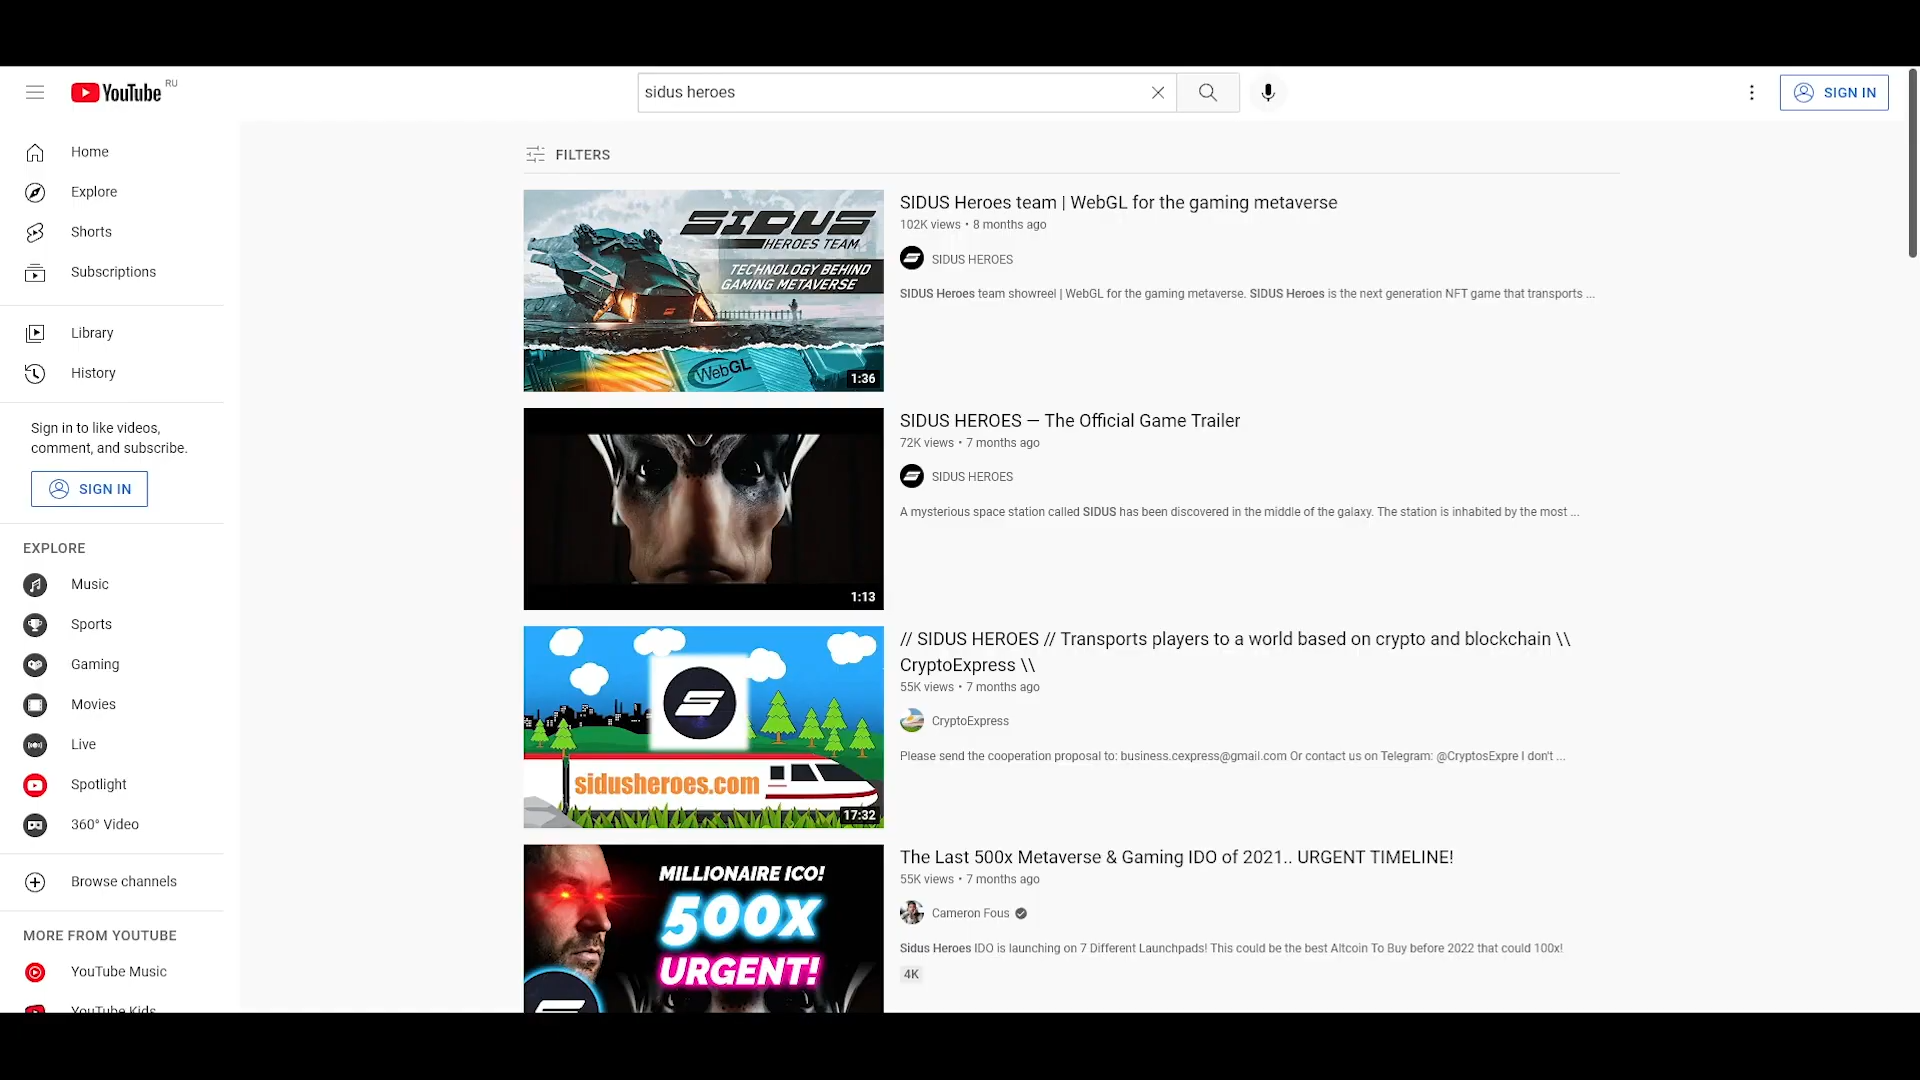 YouTube RU
sidus heroes
SIGN IN
Home
Explore
Shorts
Subscriptions
Library
History
Sign in to like videos,
comment, and subscribe.
SIGN IN
EXPLORE
Music
Sports
Gaming
Movies
Live
Spotlight
360° Video
Browse channels
MORE FROM YOUTUBE
YouTube Music
YouTube Kids
FILTERS
SIDUS
HEROES TEAM
TECHNOLOGY BEHIND
GAMING METAVERSE
WebGL
1:36
SIDUS Heroes team | WebGL for the gaming metaverse
102K views • 8 months ago
SIDUS HEROES
SIDUS Heroes team showreel | WebGL for the gaming metaverse. SIDUS Heroes is the next generation NFT game that transports ...
1:13
SIDUS HEROES — The Official Game Trailer
72K views • 7 months ago
SIDUS HEROES
A mysterious space station called SIDUS has been discovered in the middle of the galaxy. The station is inhabited by the most ...
sidusheroes.com
17:32
// SIDUS HEROES // Transports players to a world based on crypto and blockchain \\
CryptoExpress \\
55K views • 7 months ago
CryptoExpress
Please send the cooperation proposal to: business.cexpress@gmail.com Or contact us on Telegram: @CryptosExpre I don't ...
MILLIONAIRE ICO!
500X
URGENT!
The Last 500x Metaverse & Gaming IDO of 2021.. URGENT TIMELINE!
55K views • 7 months ago
Cameron Fous
Sidus Heroes IDO is launching on 7 Different Launchpads! This could be the best Altcoin To Buy before 2022 that could 100x!
4K